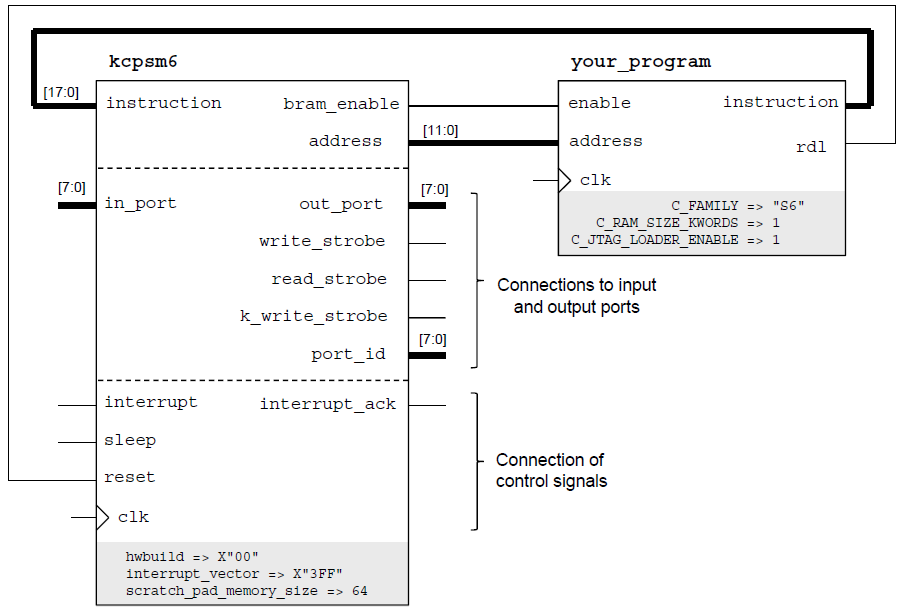 kcpsm6
your_program
[17:0]
instruction
bram_enable
enable
instruction
address
[11:0]
address
rdl
clk
[7:0]
in_port
out_port
[7:0]
C_FAMILY => "S6"
C_RAM_SIZE_KWORDS => 1
C_JTAG_LOADER_ENABLE => 1
write_strobe
read_strobe
k_write_strobe
[7:0]
port_id
Connections to input
and output ports
interrupt
interrupt_ack
sleep
reset
clk
Connection of
control signals
hwbuild => X"00"
interrupt_vector => X"3FF"
scratch_pad_memory_size => 64